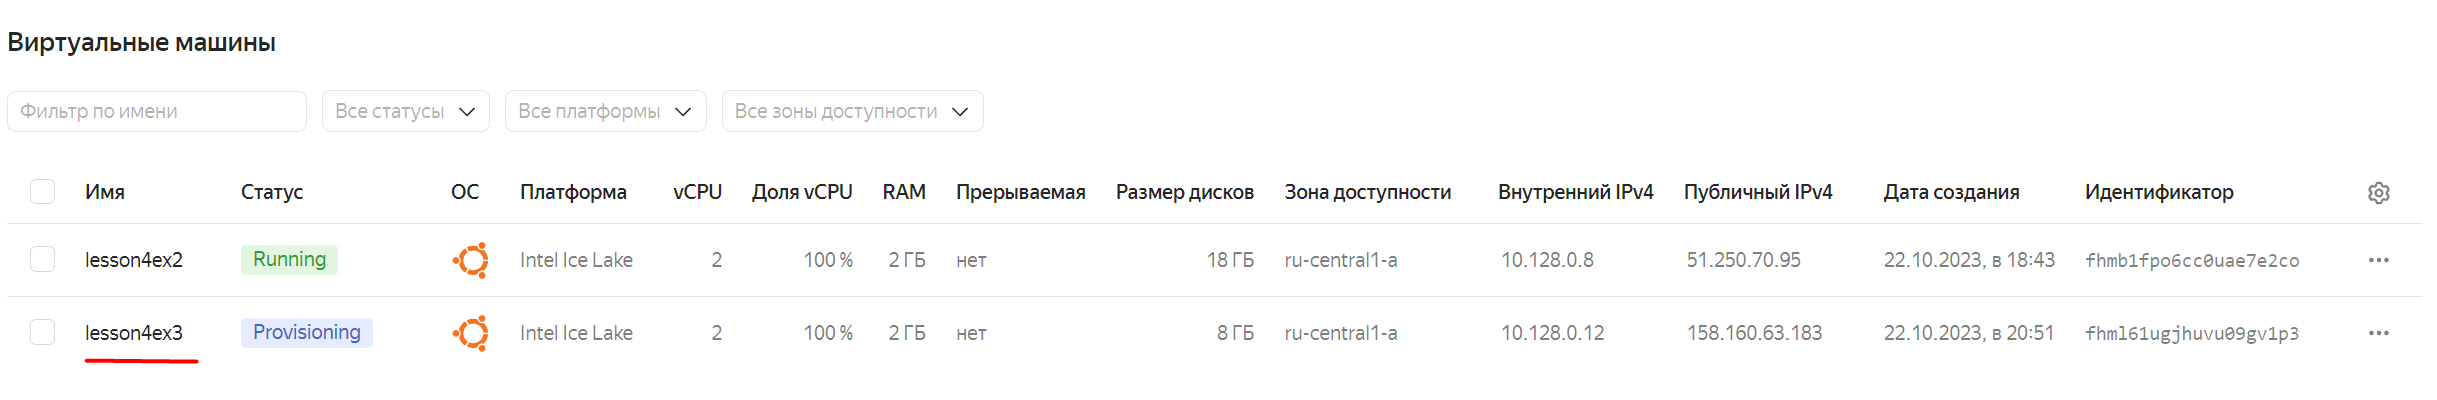 Виртуальные машины
Фильтр по имени Все статусы Все платформы Все зоны доступности
Имя Статус ОС Платформа vCPU Доля vCPU RAM Прерываемая Размер дисков Зона доступности Внутренний IPv4 Публичный IPv4 Дата создания Идентификатор
lesson4ex2 Running Intel Ice Lake 2 100 % 2 ГБ нет 18 ГБ ru-central1-a 10.128.0.8 51.250.70.95 22.10.2023, в 18:43 fhmb1fpo6cc0uae7e2co
lesson4ex3 Provisioning Intel Ice Lake 2 100 % 2 ГБ нет 8 ГБ ru-central1-a 10.128.0.12 158.160.63.183 22.10.2023, в 20:51 fhml61ugjhuvu09gv1p3